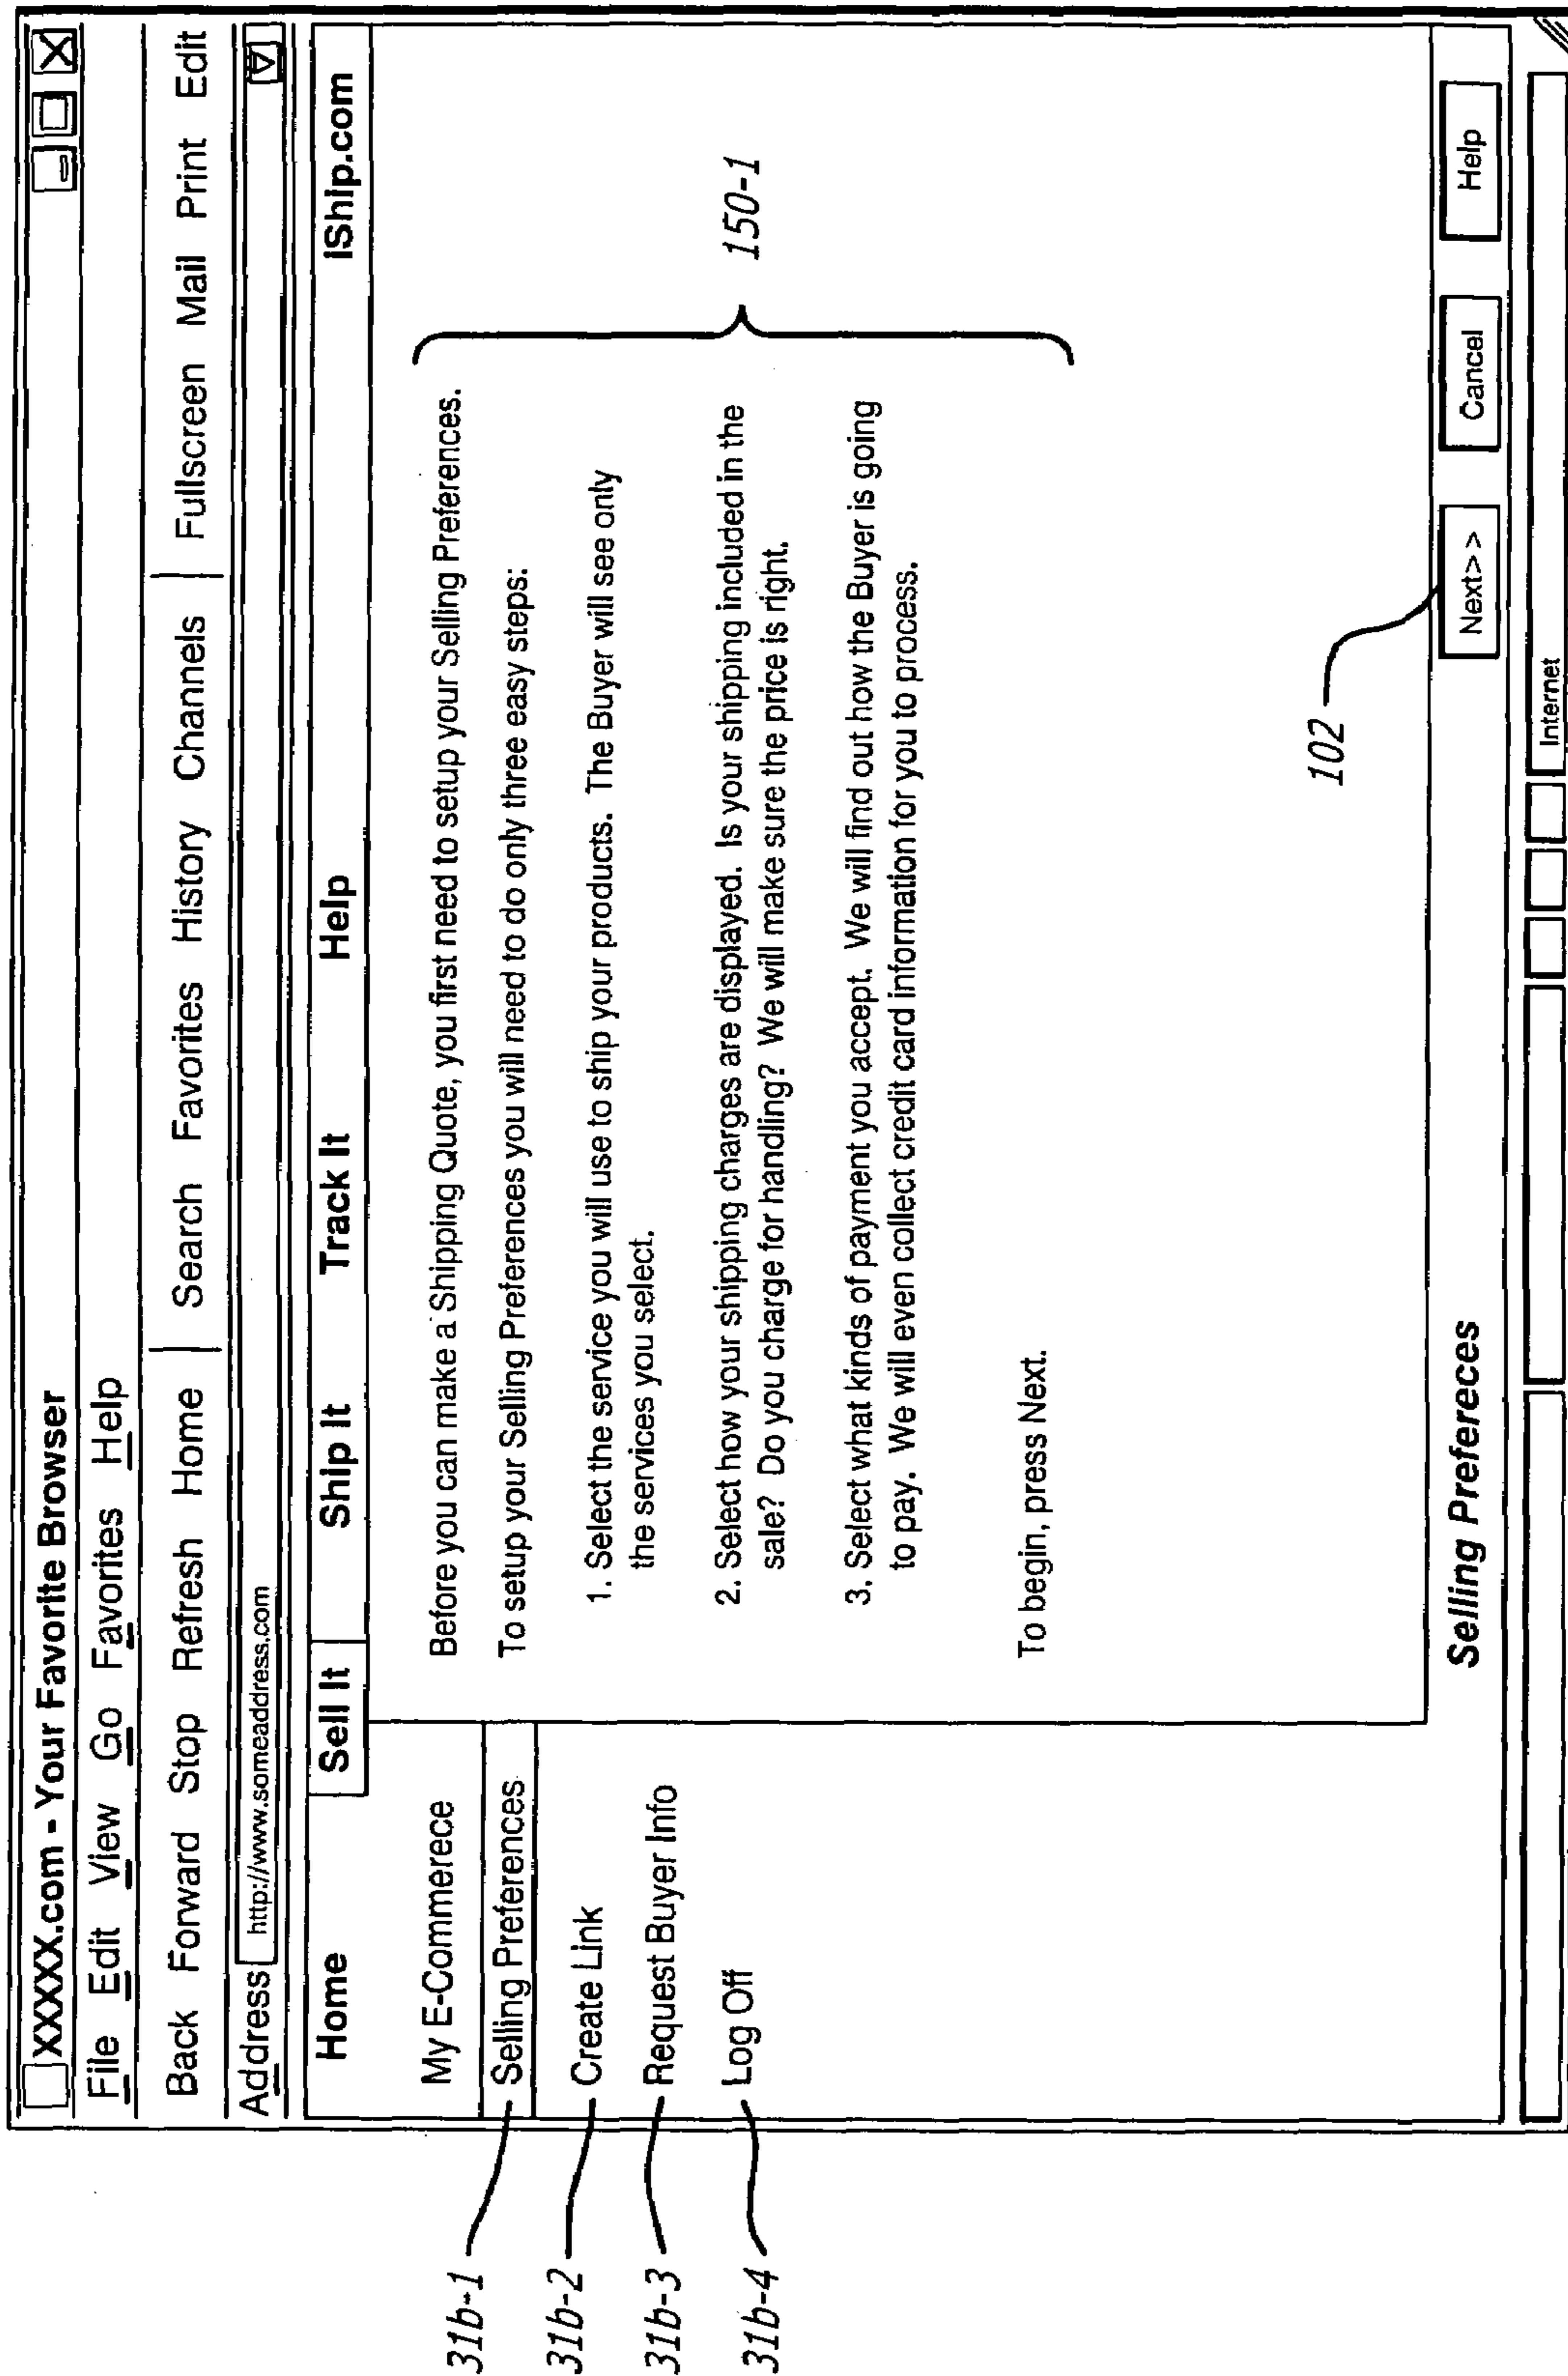 XXXXX.com - Your Favorite Browser
File Edit View Go Favorites Help
Back Forward Stop Refresh Home Search Favorites History Channels Fullscreen Mail Print Edit
Address http://www.someaddress.com
Home Sell It Ship It Track It Help iShip.com
My E-Commerece
31b-1 Selling Preferences
31b-2 Create Link
31b-3 Request Buyer Info
31b-4 Log Off
Before you can make a Shipping Quote, you first need to setup your Selling Preferences.
To setup your Selling Preferences you will need to do only three easy steps:
1. Select the service you will use to ship your products. The Buyer will see only
the services you select.
2. Select how your shipping charges are displayed. Is your shipping included in the
sale? Do you charge for handling? We will make sure the price is right.
3. Select what kinds of payment you accept. We will find out how the Buyer is going
to pay. We will even collect credit card information for you to process.
To begin, press Next.
150-1
102
Selling Prefereces
Next>> Cancel Help
Internet